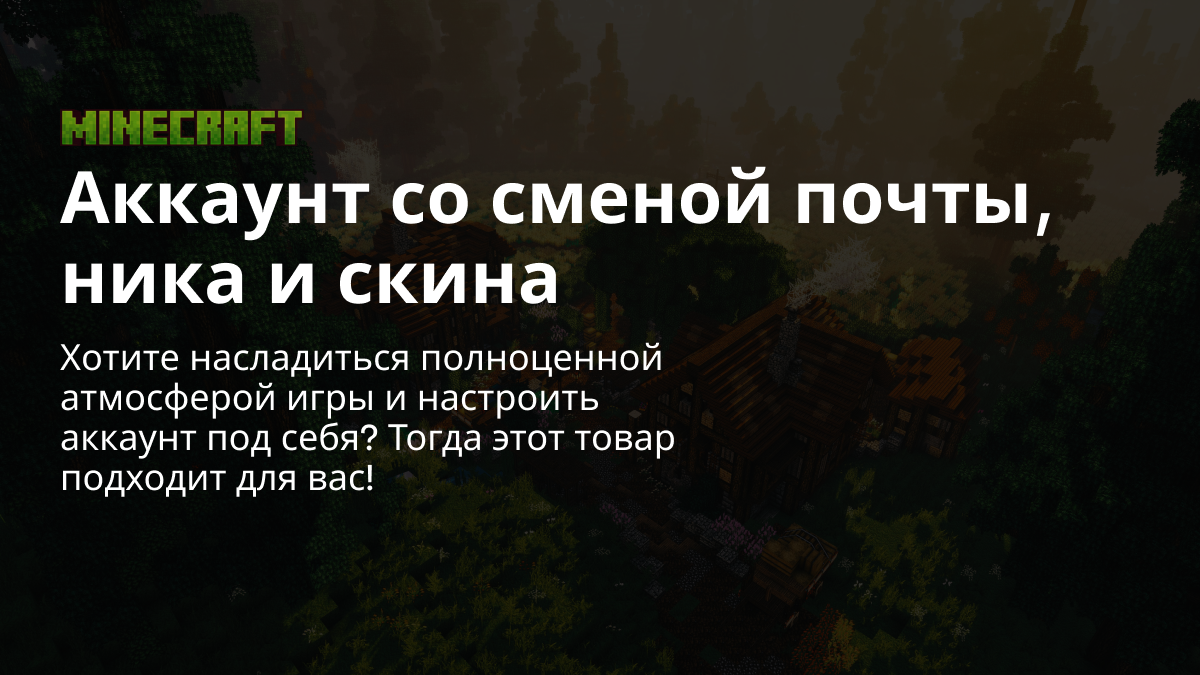 MINECRAFT
Аккаунт со сменой почты,
ника и скина
Хотите насладиться полноценной
атмосферой игры и настроить
аккаунт под себя? Тогда этот товар
подходит для вас!